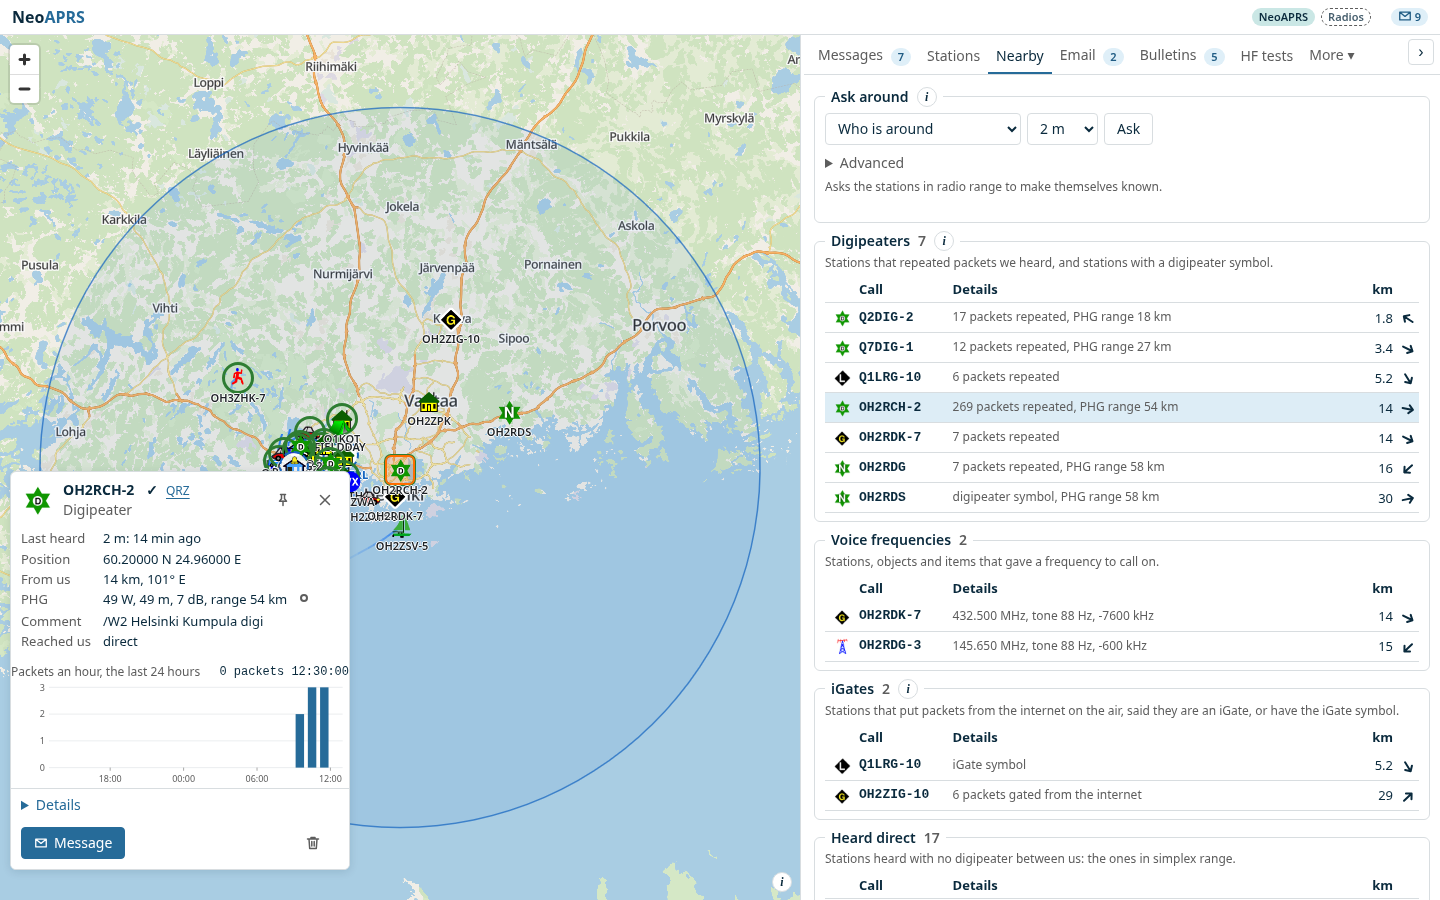 NeoAPRS
NeoAPRS
Radios
9
+
−
Riihimäki
Loppi
Myrskylä
Pukkila
Mäntsälä
Hyvinkää
Läyliäinen
Jokela
Karkkila
Askola
Pusula
Järvenpää
Pornainen
Nurmijärvi
Vihti
mmi
Porvoo
G
OH2ZIG-10
Sipoo
OH3ZHK-7
OH2ZPK
N
OH2RDS
Lohja
D
OH2RCH-2
G
OH2RDK-7
OH2ZSV-5
D
OH2RCH-2 ✓ QRZ
Digipeater
Last heard 2 m: 14 min ago
Position 60.20000 N 24.96000 E
From us 14 km, 101° E
PHG 49 W, 49 m, 7 dB, range 54 km
Comment /W2 Helsinki Kumpula digi
Reached us direct
Packets an hour, the last 24 hours 0 packets 12:30:00
3
2
1
0
18:00 00:00 06:00 12:00
▶ Details
Message
i
Messages 7 Stations Nearby Email 2 Bulletins 5 HF tests More ▾ ›
Ask around i
Who is around 2 m Ask
▶ Advanced
Asks the stations in radio range to make themselves known.
Digipeaters 7 i
Stations that repeated packets we heard, and stations with a digipeater symbol.
Call Details km
D Q2DIG-2 17 packets repeated, PHG range 18 km 1.8
D Q7DIG-1 12 packets repeated, PHG range 27 km 3.4
L Q1LRG-10 6 packets repeated 5.2
D OH2RCH-2 269 packets repeated, PHG range 54 km 14
G OH2RDK-7 7 packets repeated 14
N OH2RDG 7 packets repeated, PHG range 58 km 16
N OH2RDS digipeater symbol, PHG range 58 km 30
Voice frequencies 2
Stations, objects and items that gave a frequency to call on.
Call Details km
G OH2RDK-7 432.500 MHz, tone 88 Hz, -7600 kHz 14
OH2RDG-3 145.650 MHz, tone 88 Hz, -600 kHz 15
iGates 2 i
Stations that put packets from the internet on the air, said they are an iGate, or have the iGate symbol.
Call Details km
L Q1LRG-10 iGate symbol 5.2
G OH2ZIG-10 6 packets gated from the internet 29
Heard direct 17
Stations heard with no digipeater between us: the ones in simplex range.
Call Details km